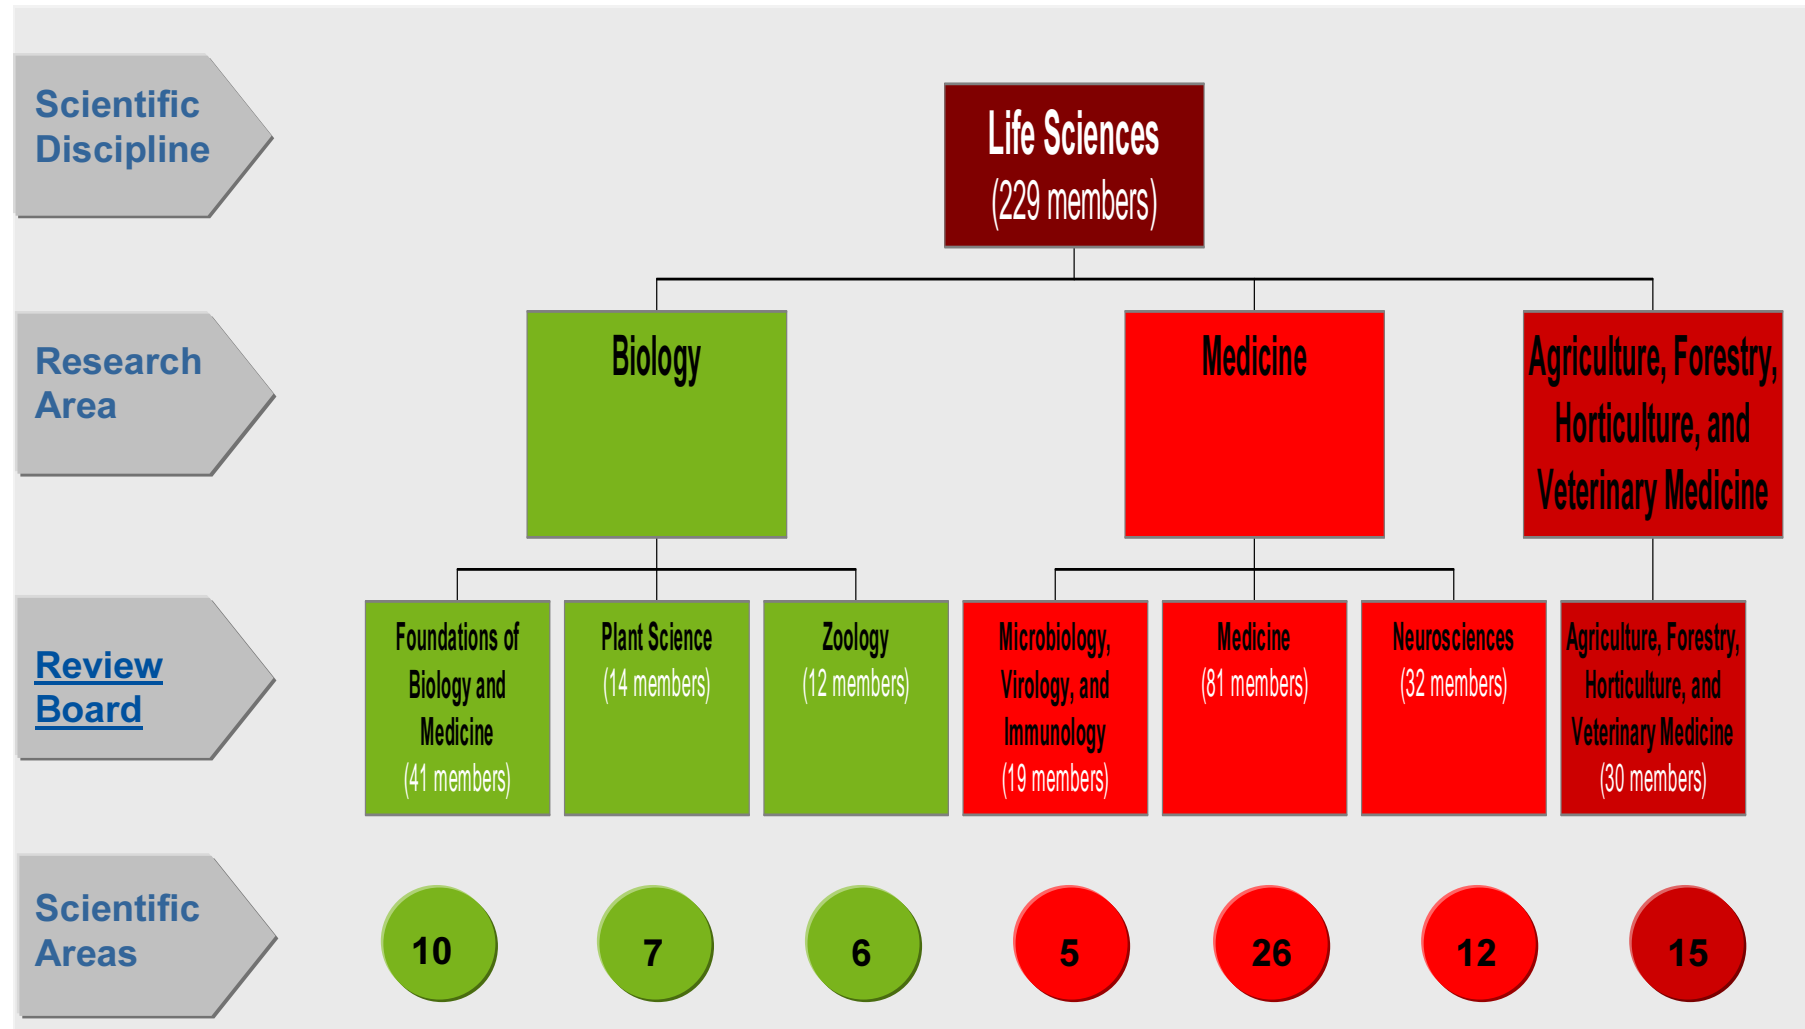 Scientific
Discipline
Life Sciences
(229 members)
Research
Area
Biology
Medicine
Agriculture, Forestry,
Horticulture, and
Veterinary Medicine
Review
Board
Foundations of
Biology and
Medicine
(41 members)
Plant Science
(14 members)
Zoology
(12 members)
Microbiology,
Virology, and
Immunology
(19 members)
Medicine
(81 members)
Neurosciences
(32 members)
Agriculture, Forestry,
Horticulture, and
Veterinary Medicine
(30 members)
Scientific
Areas
10
7
6
5
26
12
15